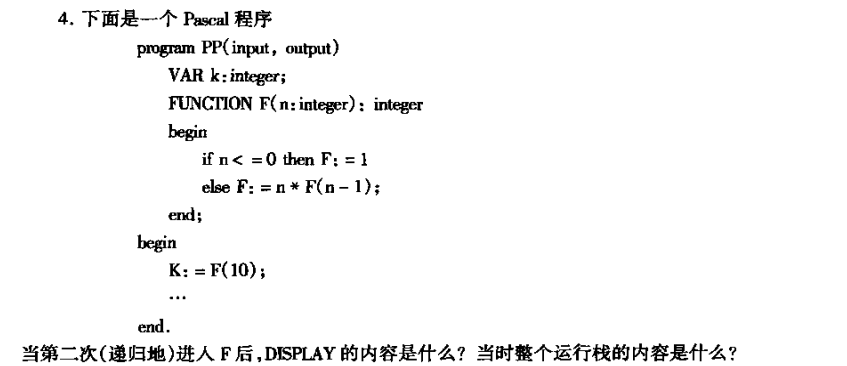 4. 下面是一个 Pascal 程序
program PP(input, output)
VAR k:integer;
FUNCTION F(n:integer): integer
begin
if n< =0 then F: = 1
else F: = n * F(n - 1);
end;
begin
K: = F(10);
…
end.
当第二次(递归地)进人 F 后,DISPLAY 的内容是什么? 当时整个运行栈的内容是什么?